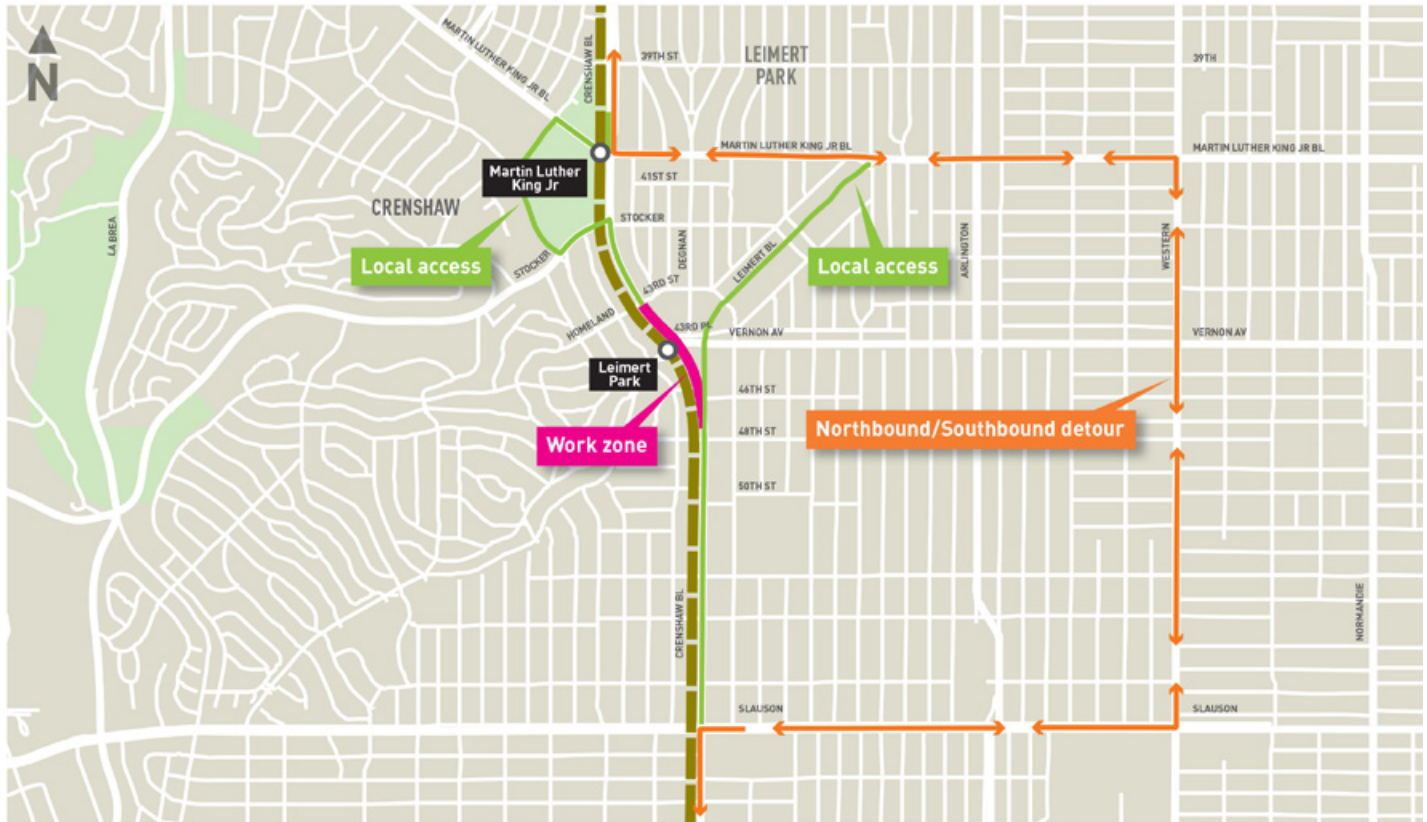 N
MARTIN LUTHER KING JR BL
CRENSHAW BL
39TH ST
LEIMERT
PARK
39TH
MARTIN LUTHER KING JR BL
MARTIN LUTHER KING JR BL
Martin Luther
King Jr
41ST ST
CRENSHAW
STOCKER
LA BREA
DEGNAN
ARLINGTON
WESTERN
Local access
STOCKER
LEIMERT BL
Local access
43RD ST
HOMELAND
43RD PL
VERNON AV
VERNON AV
Leimert
Park
46TH ST
Work zone
48TH ST
Northbound/Southbound detour
50TH ST
CRENSHAW BL
NORMANDIE
SLAUSON
SLAUSON